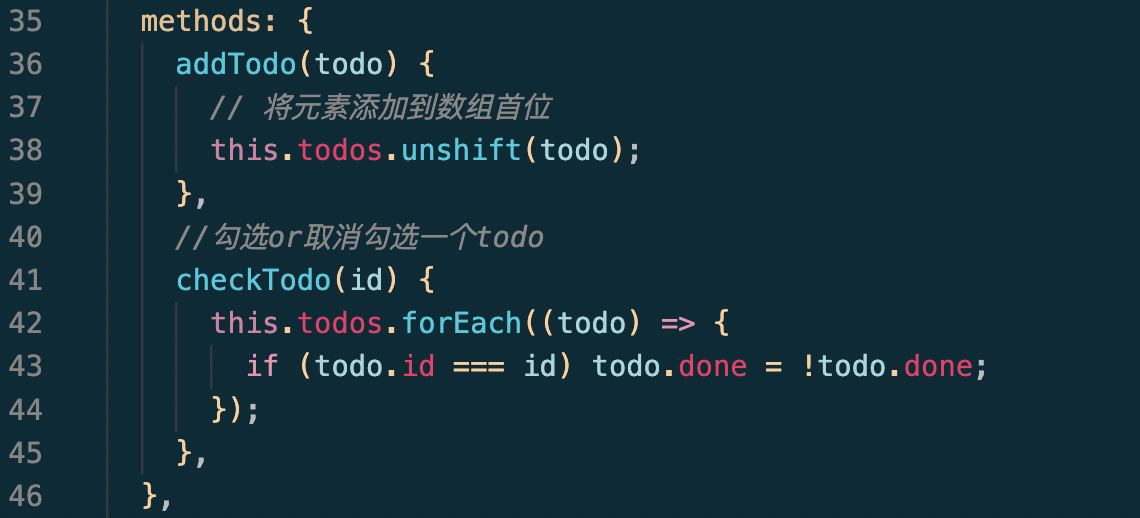 35 methods: {
36 addTodo(todo) {
37 // 将元素添加到数组首位
38 this.todos.unshift(todo);
39 },
40 //勾选or取消勾选一个todo
41 checkTodo(id) {
42 this.todos.forEach((todo) => {
43 if (todo.id === id) todo.done = !todo.done;
44 });
45 },
46 },